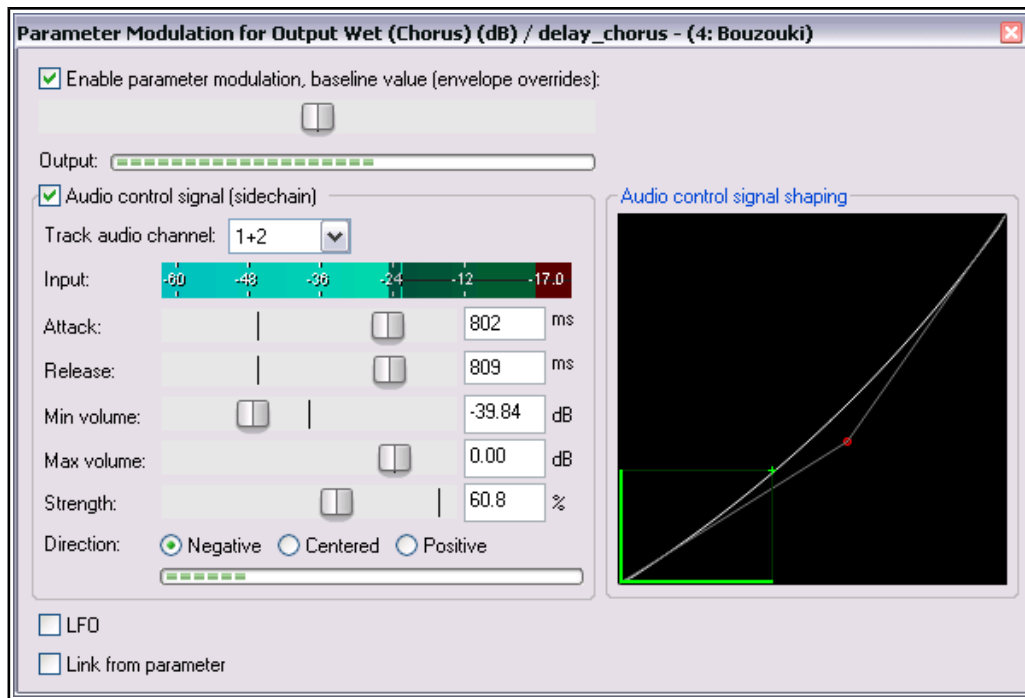 Parameter Modulation for Output Wet (Chorus) (dB) / delay_chorus - (4: Bouzouki)
Enable parameter modulation, baseline value (envelope overrides):
Output:
Audio control signal (sidechain)
Audio control signal shaping
Track audio channel: 1+2
Input: -60 -48 -36 -24 -12 -17.0
Attack: 802 ms
Release: 809 ms
Min volume: -39.84 dB
Max volume: 0.00 dB
Strength: 60.8 %
Direction: Negative Centered Positive
LFO
Link from parameter